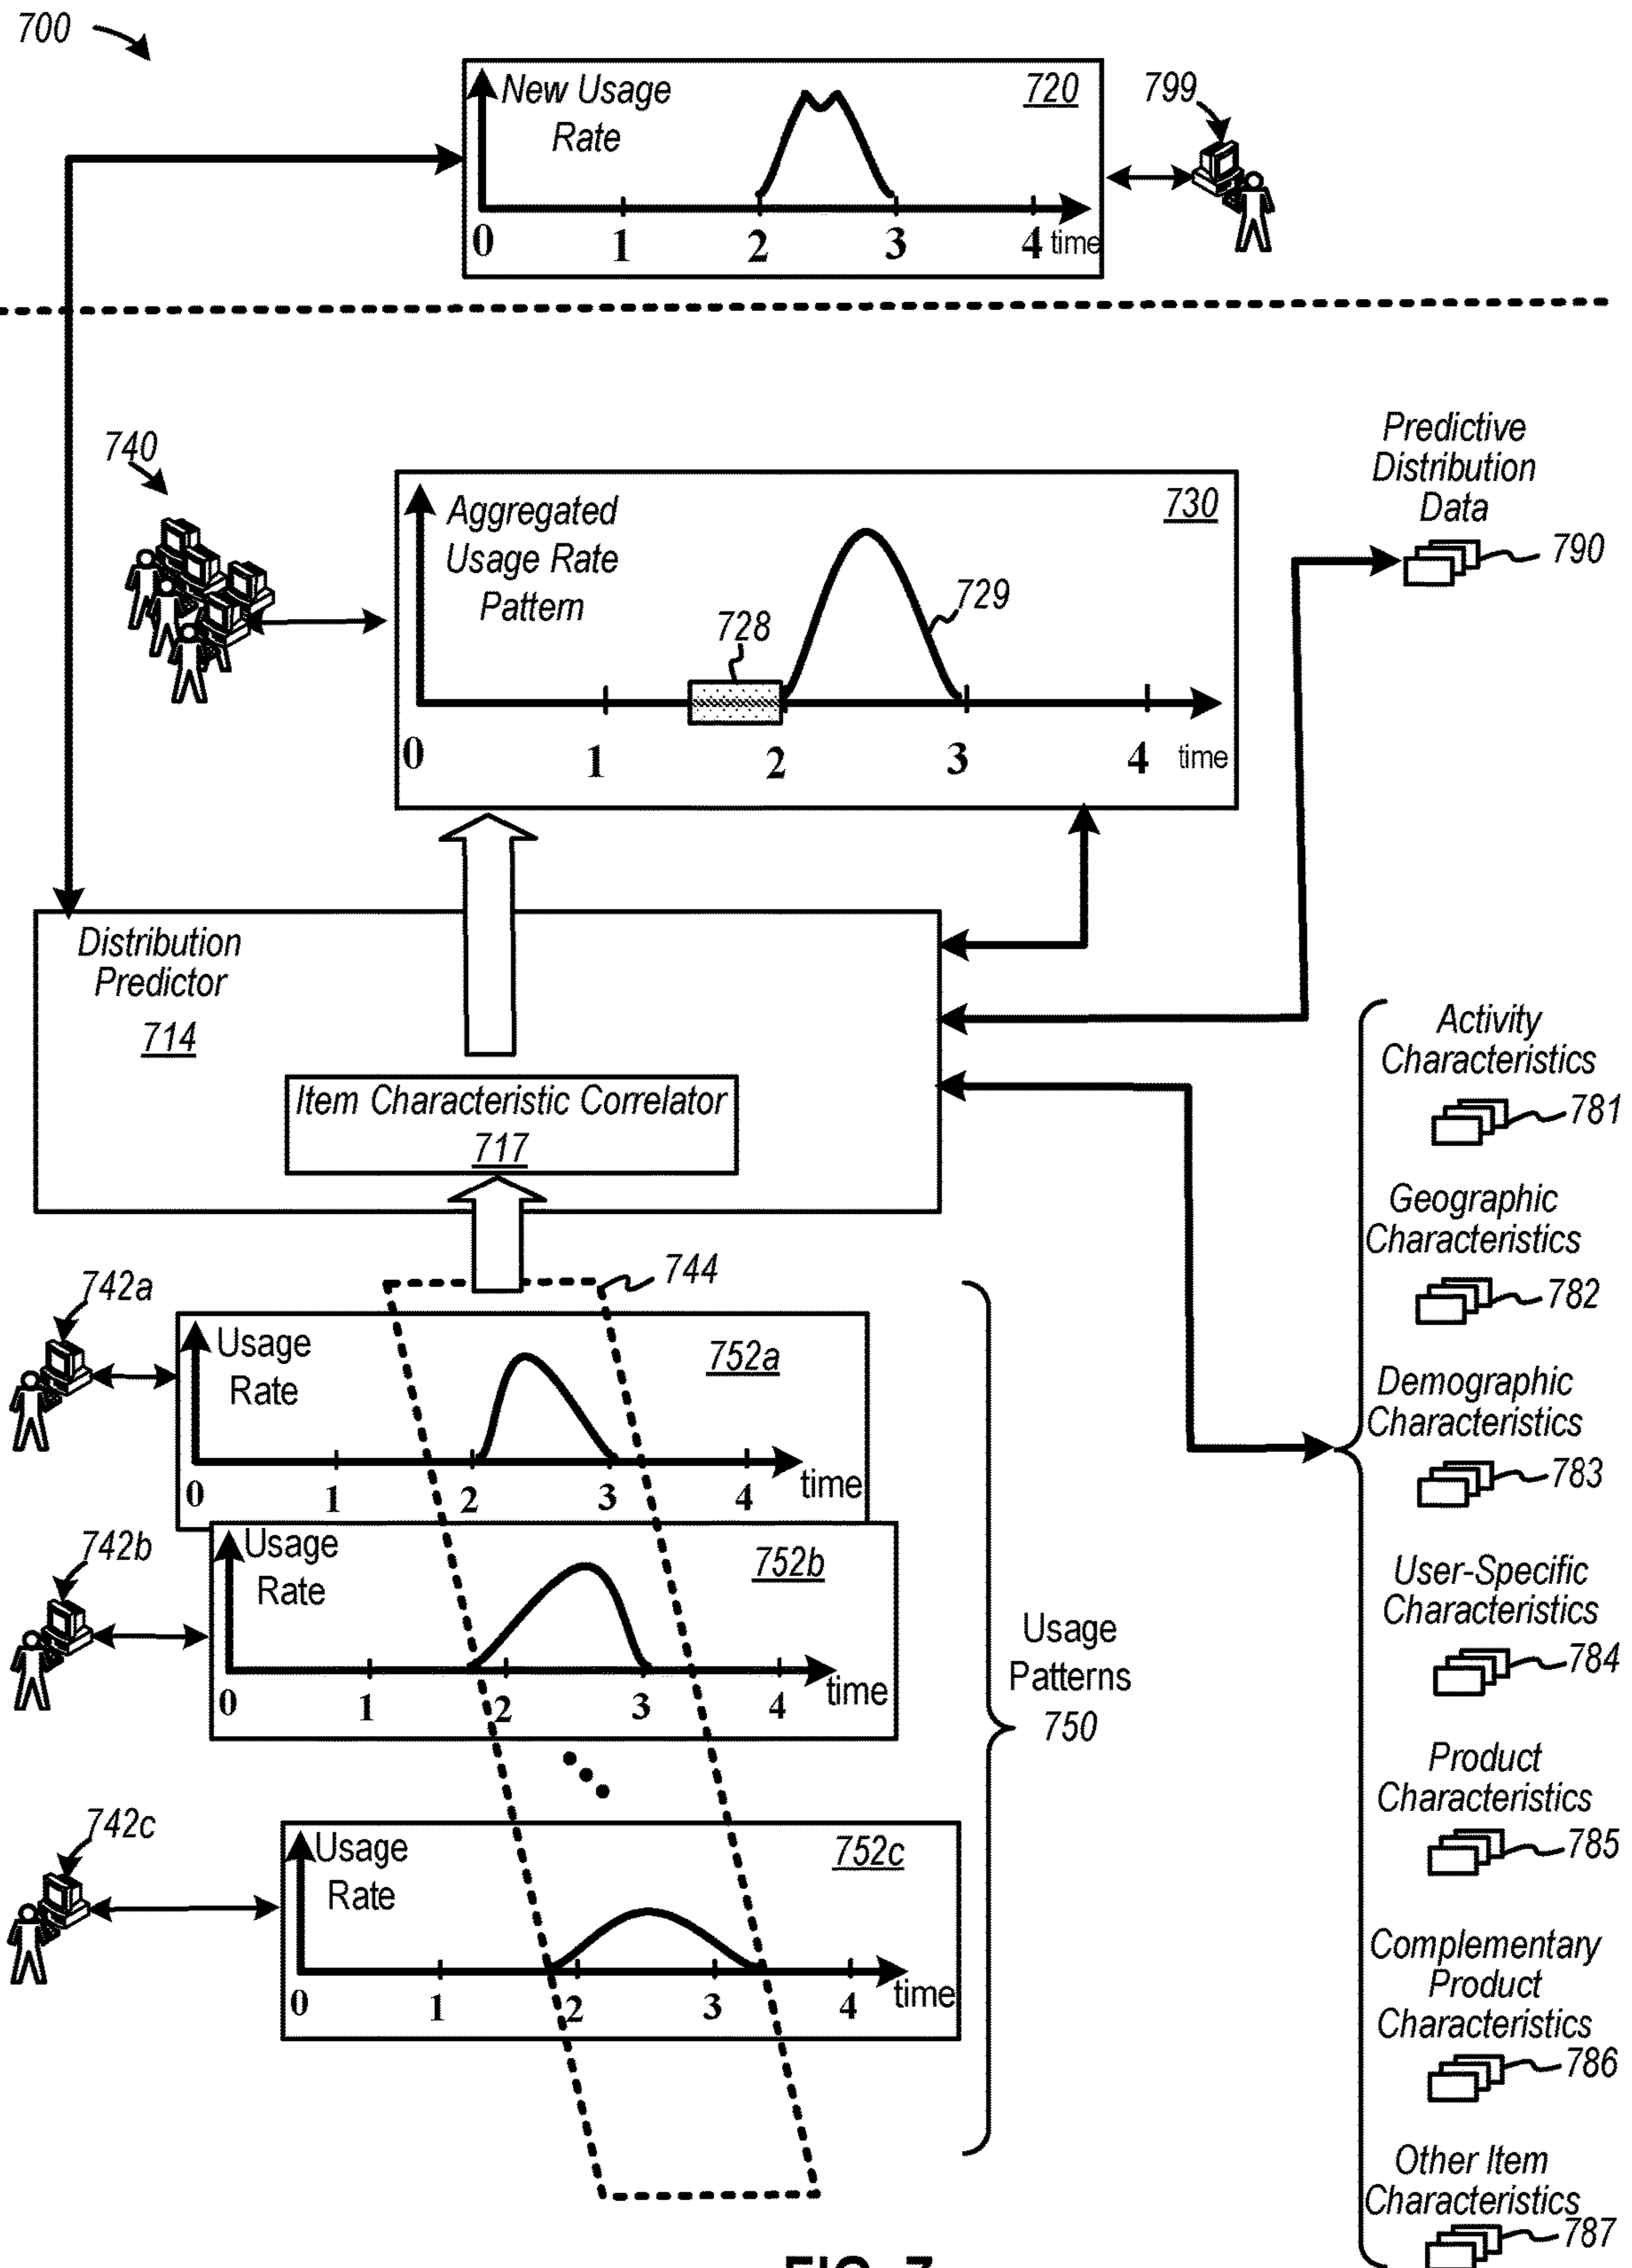 700
New Usage
Rate
720
799
0 1 2 3 4 time
740
Aggregated
Usage Rate
Pattern
730
728
729
0 1 2 3 4 time
Predictive
Distribution
Data
790
Distribution
Predictor
714
Item Characteristic Correlator
717
744
742a
Usage
Rate
752a
0 1 2 3 4 time
742b
Usage
Rate
752b
0 1 2 3 4 time
742c
Usage
Rate
752c
0 1 2 3 4 time
Usage
Patterns
750
Activity
Characteristics
781
Geographic
Characteristics
782
Demographic
Characteristics
783
User-Specific
Characteristics
784
Product
Characteristics
785
Complementary
Product
Characteristics
786
Other Item
Characteristics
787